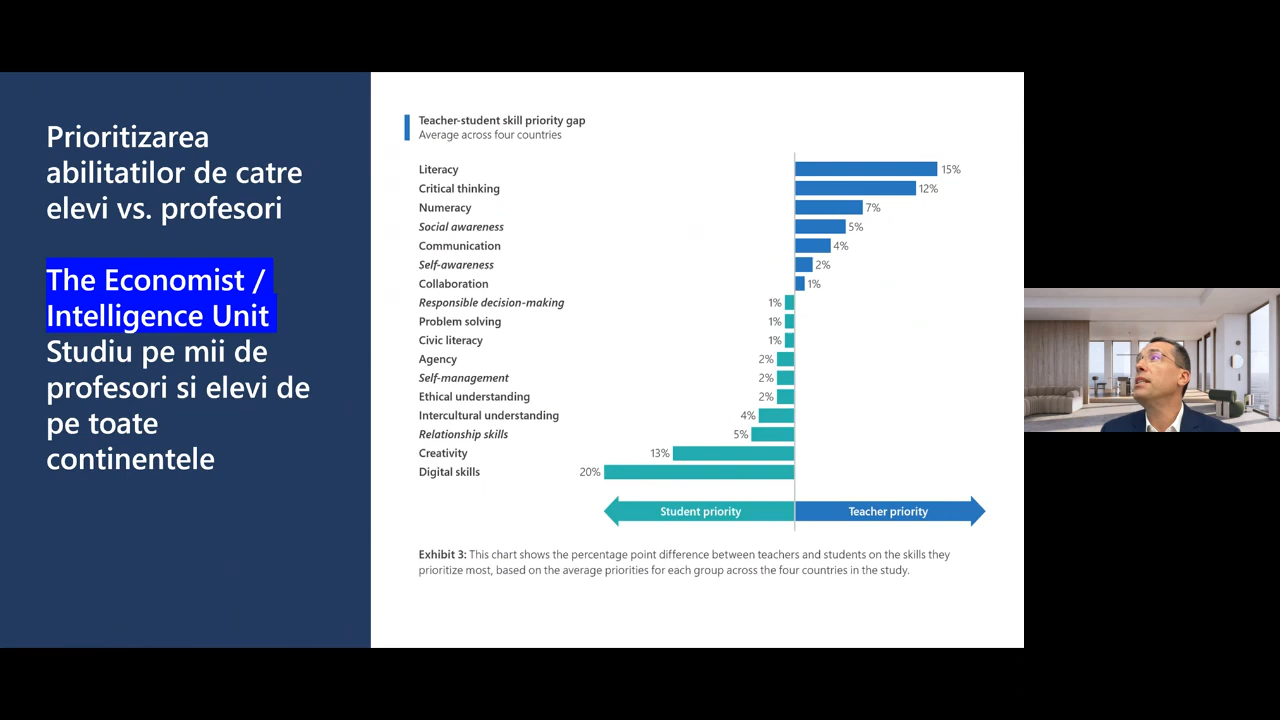 Prioritizarea
abilitatilor de catre
elevi vs. profesori
The Economist /
Intelligence Unit
Studiu pe mii de
profesori si elevi de
pe toate
continentele
Teacher-student skill priority gap
Average across four countries
Literacy 15%
Critical thinking 12%
Numeracy 7%
Social awareness 5%
Communication 4%
Self-awareness 2%
Collaboration 1%
Responsible decision-making 1%
Problem solving 1%
Civic literacy 1%
Agency 2%
Self-management 2%
Ethical understanding 2%
Intercultural understanding 4%
Relationship skills 5%
Creativity 13%
Digital skills 20%
Student priority Teacher priority
Exhibit 3: This chart shows the percentage point difference between teachers and students on the skills they
prioritize most, based on the average priorities for each group across the four countries in the study.